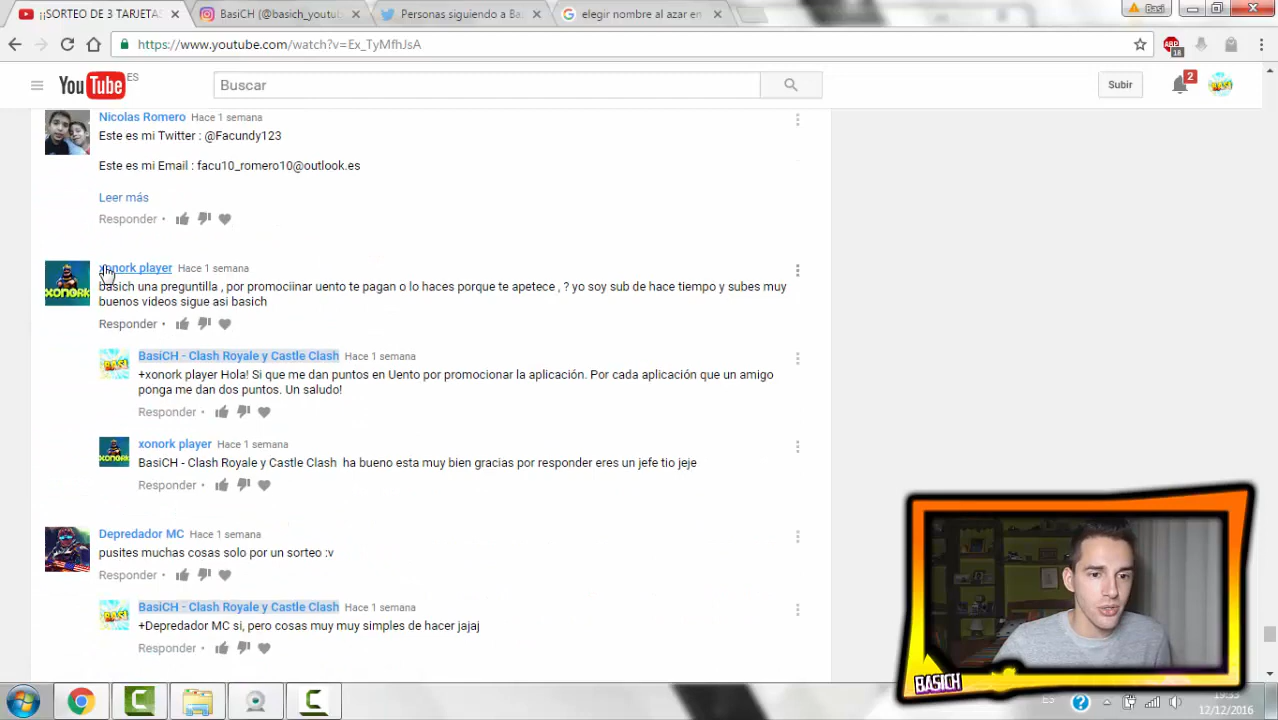 ¡¡SORTEO DE 3 TARJETAS
BasiCH (@basich_youtub
Personas siguiendo a Ba
elegir nombre al azar en
Basi
https://www.youtube.com/watch?v=Ex_TyMfhJsA
ABP
18
YouTube ES
Buscar
Subir
2
Nicolas Romero Hace 1 semana
Este es mi Twitter : @Facundy123
Este es mi Email : facu10_romero10@outlook.es
Leer más
Responder •
xonork player Hace 1 semana
basich una preguntilla , por promociinar uento te pagan o lo haces porque te apetece , ? yo soy sub de hace tiempo y subes muy
buenos videos sigue asi basich
XONORK
Responder
BasiCH - Clash Royale y Castle Clash Hace 1 semana
+xonork player Hola! Si que me dan puntos en Uento por promocionar la aplicación. Por cada aplicación que un amigo
ponga me dan dos puntos. Un saludo!
Responder •
xonork player Hace 1 semana
BasiCH - Clash Royale y Castle Clash ha bueno esta muy bien gracias por responder eres un jefe tio jeje
XONORK
Responder •
Depredador MC Hace 1 semana
pusites muchas cosas solo por un sorteo :v
Responder •
BasiCH - Clash Royale y Castle Clash Hace 1 semana
+Depredador MC si, pero cosas muy muy simples de hacer jajaj
Responder •
BASICH
ES
19:33
12/12/2016